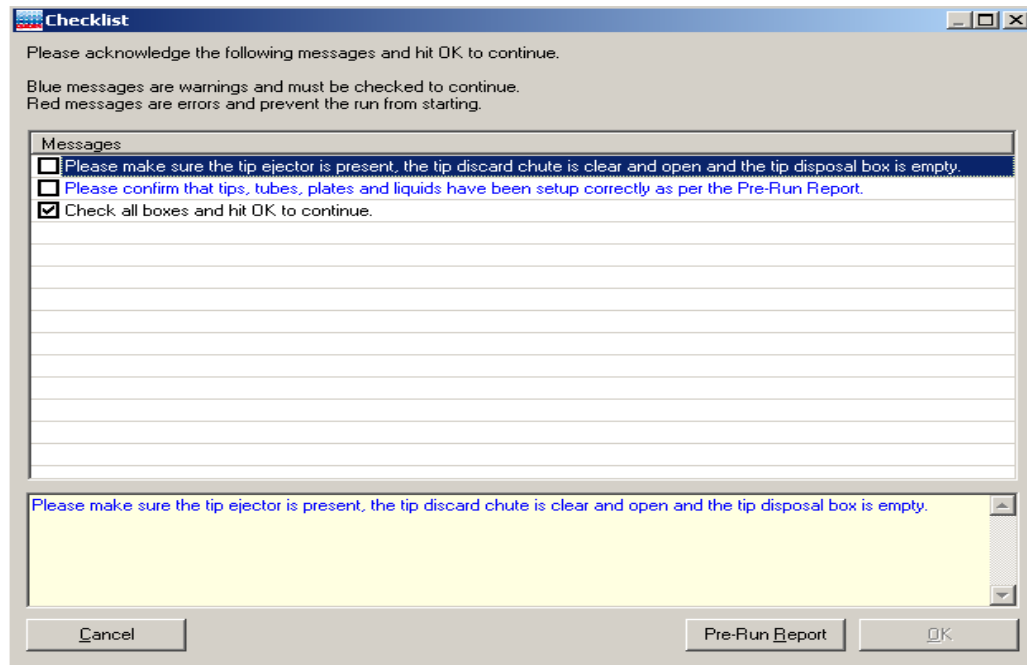 Checklist
Please acknowledge the following messages and hit OK to continue.
Blue messages are warnings and must be checked to continue.
Red messages are errors and prevent the run from starting.
Messages
Please make sure the tip ejector is present, the tip discard chute is clear and open and the tip disposal box is empty.
Please confirm that tips, tubes, plates and liquids have been setup correctly as per the Pre-Run Report.
Check all boxes and hit OK to continue.
Please make sure the tip ejector is present, the tip discard chute is clear and open and the tip disposal box is empty.
Cancel Pre-Run Report OK